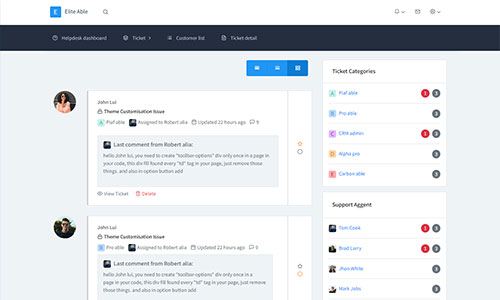 E Elite Able
Helpdesk dashboard Ticket Customer list Ticket detail
John Lui
Theme Customisation Issue
A Piaf able Assigned to Robert alia Updated 22 hours ago 9
Last comment from Robert alia:
hello John lui, you need to create "toolbar-options" div only once in a page
in your code, this div fill found every "td" tag in your page, just remove those
things. and also in option button add
View Ticket Delete
John Lui
Theme Customisation Issue
B Pro able Assigned to Robert alia Updated 22 hours ago 0
Last comment from Robert alia:
hello John lui, you need to create "toolbar-options" div only once in a
page in your code, this div fill found every "td" tag in your page, just remove
those things. and also in option button add
Ticket Categories
A Piaf able 1 3
B Pro able 3
C CRM admin 1 3
D Alpha pro 3
E Carbon able 3
Support Aggent
Tom Cook 1 3
Brad Larry 1 3
Jhon White 3
Mark Jobs 3